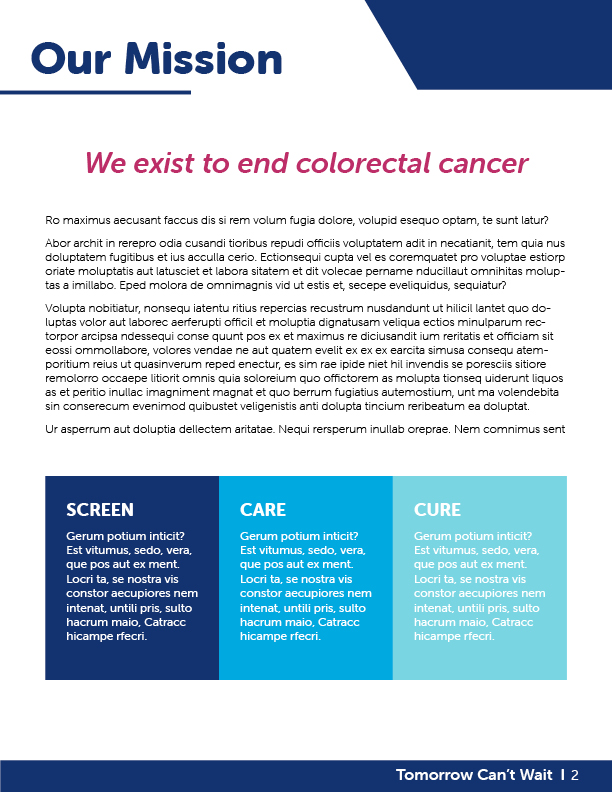 Our Mission
We exist to end colorectal cancer
Ro maximus aecusant faccus dis si rem volum fugia dolore, volupid esequo optam, te sunt latur?
Abor archit in rerepro odia cusandi tioribus repudi officiis voluptatem adit in necatianit, tem quia nus
doluptatem fugitibus et ius acculla cerio. Ectionsequi cupta vel es coremquatet pro voluptae estiorp
oriate moluptatis aut latusciet et labora sitatem et dit volecae pername nducillaut omnihitas molup-
tas a imillabo. Eped molora de omnimagnis vid ut estis et, secepe eveliquidus, sequiatur?
Volupta nobitiatur, nonsequ iatentu ritius repercias recustrum nusdandunt ut hilicil lantet quo do-
luptas volor aut laborec aerferupti officil et moluptia dignatusam veliqua ectios minulparum rec-
torpor arcipsa ndessequi conse quunt pos ex et maximus re diciusandit ium reritatis et officiam sit
eossi ommollabore, volores vendae ne aut quatem evelit ex ex ex earcita simusa consequ atem-
poritium reius ut quasinverum reped enectur, es sim rae ipide niet hil invendis se poresciis sitiore
remolorro occaepe litiorit omnis quia soloreium quo offictorem as molupta tionseq uiderunt liquos
as et peritio inullac imagniment magnat et quo berrum fugiatius autemostium, unt ma volendebita
sin conserecum evenimod quibustet veligenistis anti dolupta tincium reribeatum ea doluptat.
Ur asperrum aut doluptia dellectem aritatae. Nequi rersperum inullab oreprae. Nem comnimus sent
SCREEN
Gerum potium inticit?
Est vitumus, sedo, vera,
que pos aut ex ment.
Locri ta, se nostra vis
constor aecupiores nem
intenat, untili pris, sulto
hacrum maio, Catracc
hicampe rfecri.
CARE
Gerum potium inticit?
Est vitumus, sedo, vera,
que pos aut ex ment.
Locri ta, se nostra vis
constor aecupiores nem
intenat, untili pris, sulto
hacrum maio, Catracc
hicampe rfecri.
CURE
Gerum potium inticit?
Est vitumus, sedo, vera,
que pos aut ex ment.
Locri ta, se nostra vis
constor aecupiores nem
intenat, untili pris, sulto
hacrum maio, Catracc
hicampe rfecri.
Tomorrow Can’t Wait | 2